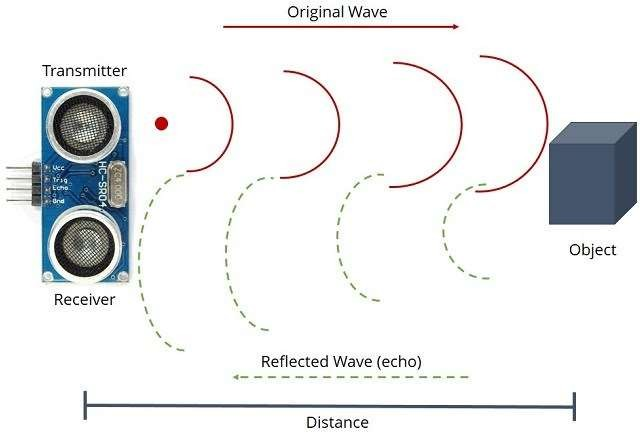 Original Wave
Transmitter
Vcc
Trig
Echo
Gnd
HC-SR04
Object
Receiver
Reflected Wave (echo)
Distance